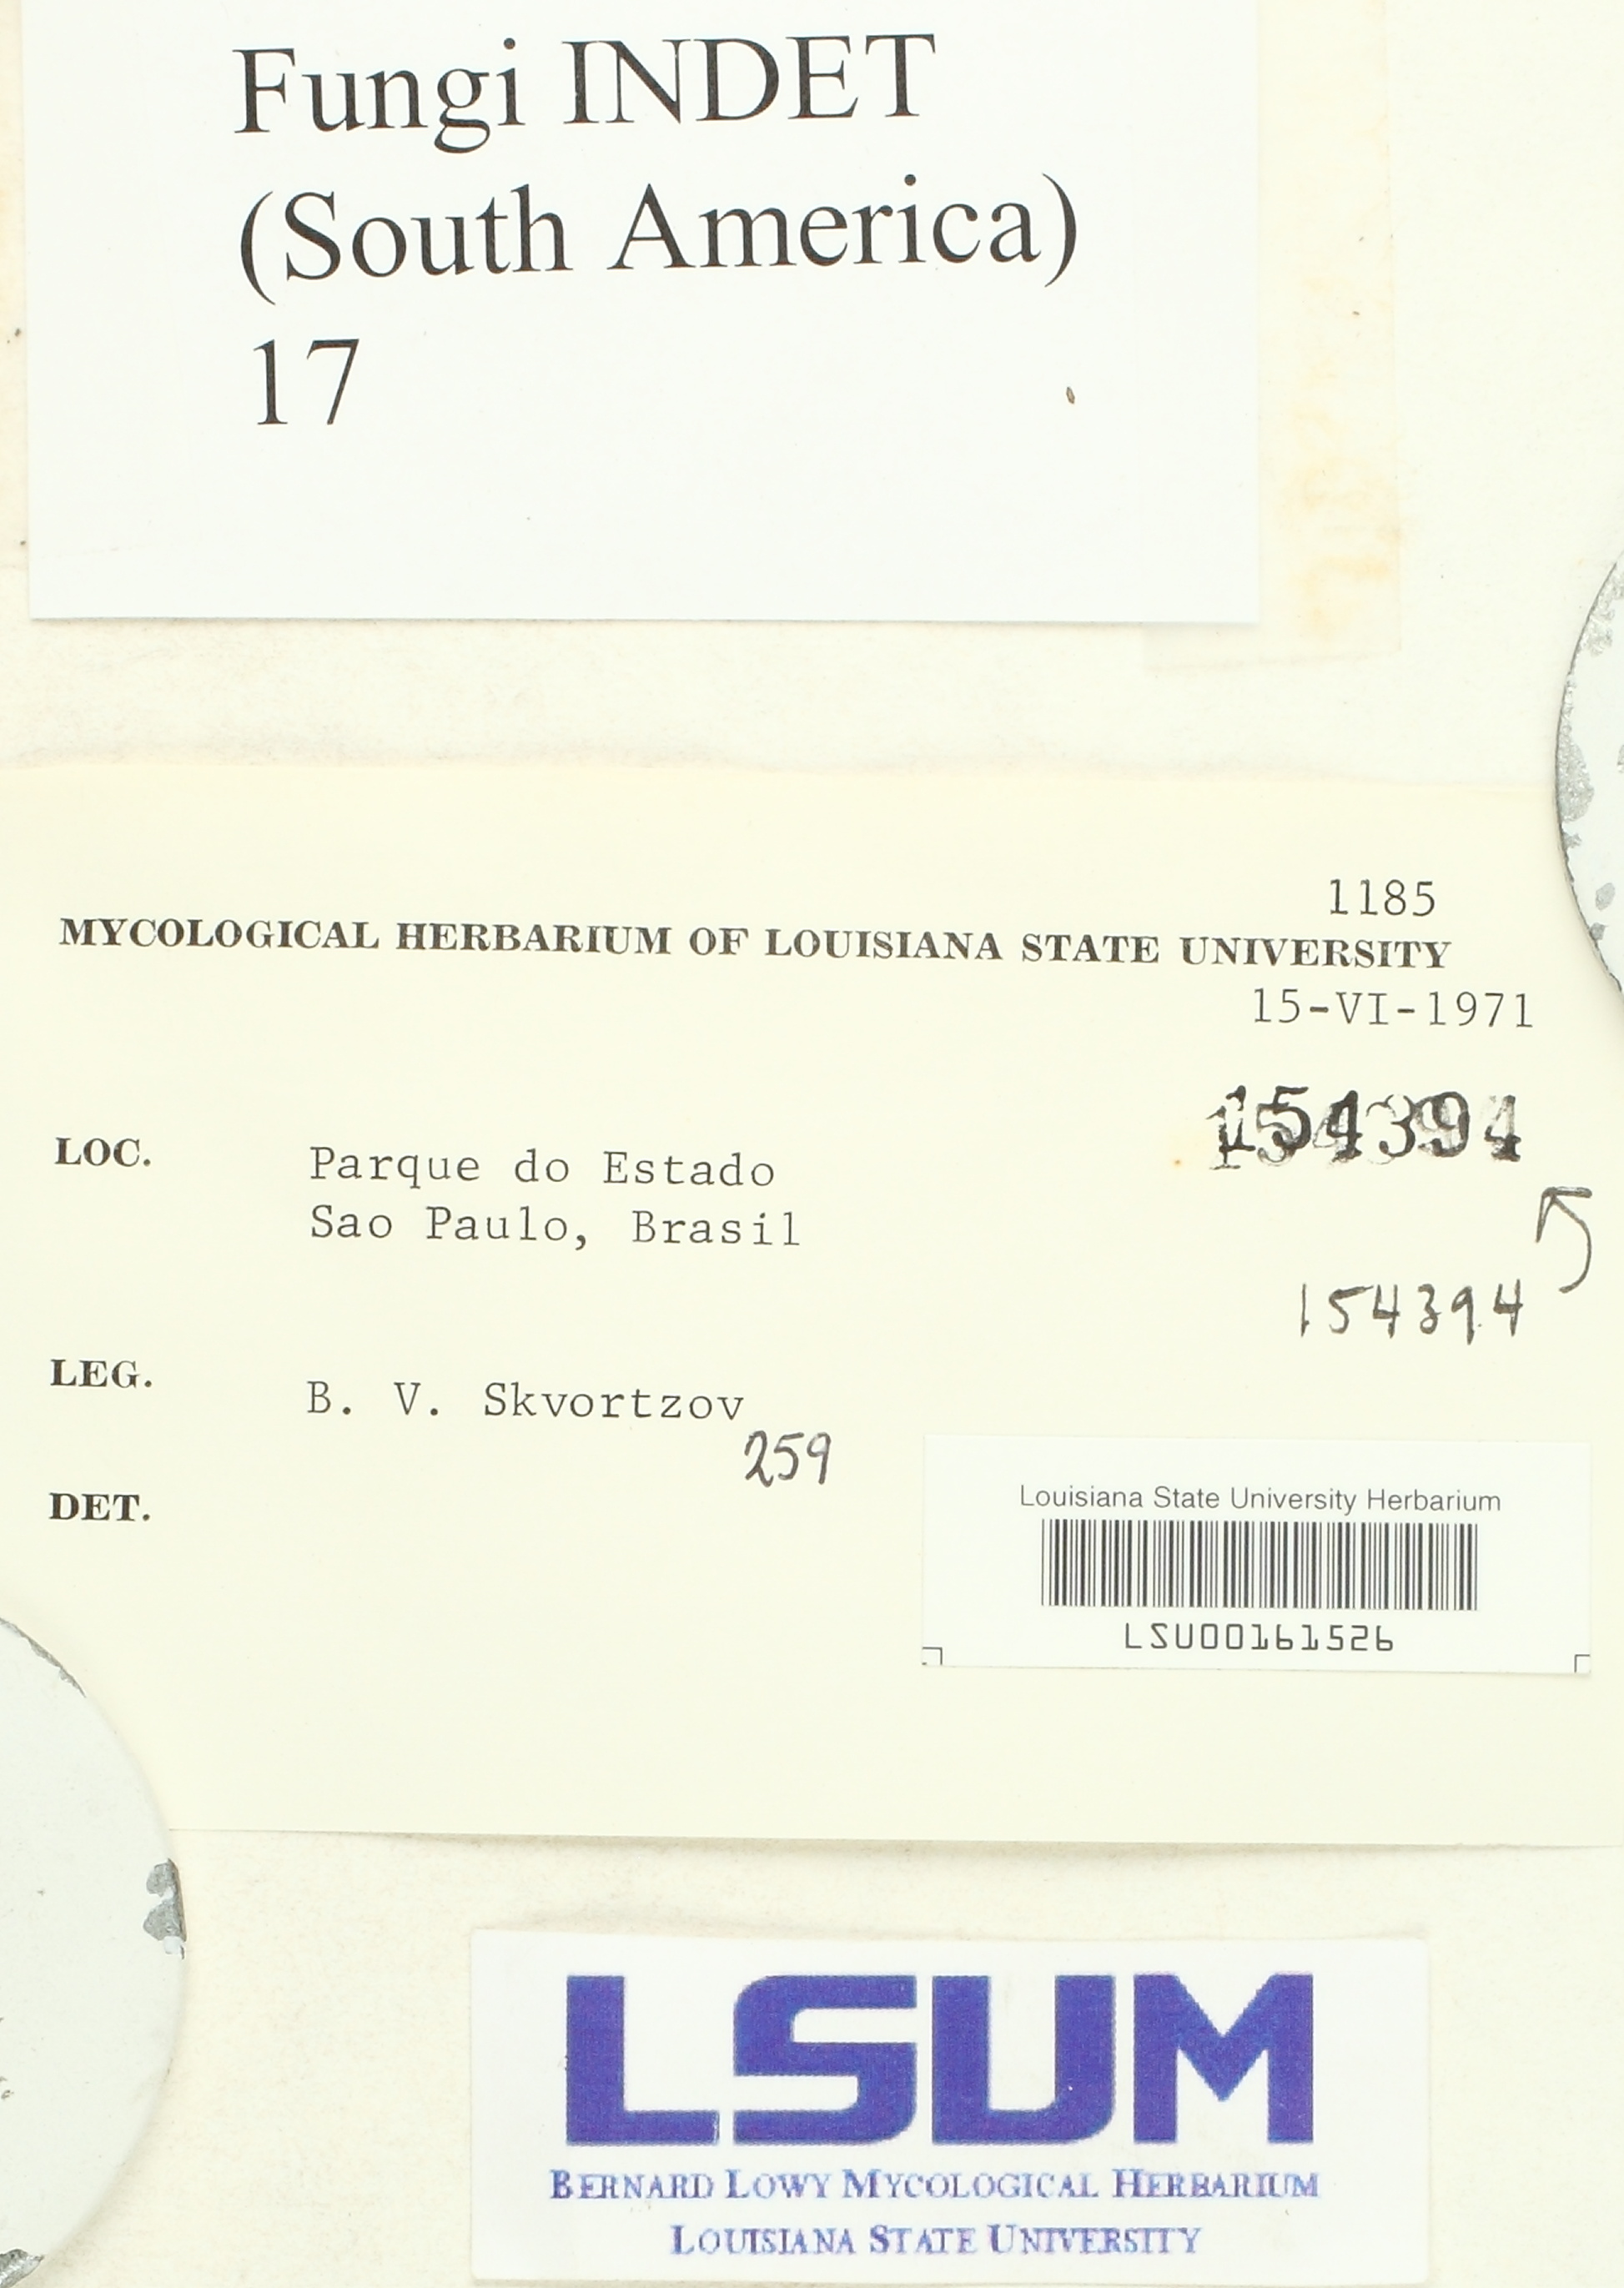 Fungi INDET
(South America)
17
1185
MYCOLOGICAL HERBARIUM OF LOUISIANA STATE UNIVERSITY
15-VI-1971
154394
LOC. Parque do Estado
Sao Paulo, Brasil
154394
LEG. B. V. Skvortzov
259
DET.
Louisiana State University Herbarium
LSU00161526
LSUM
BERNARD LOWY MYCOLOGICAL HERBARIUM
LOUISIANA STATE UNIVERSITY